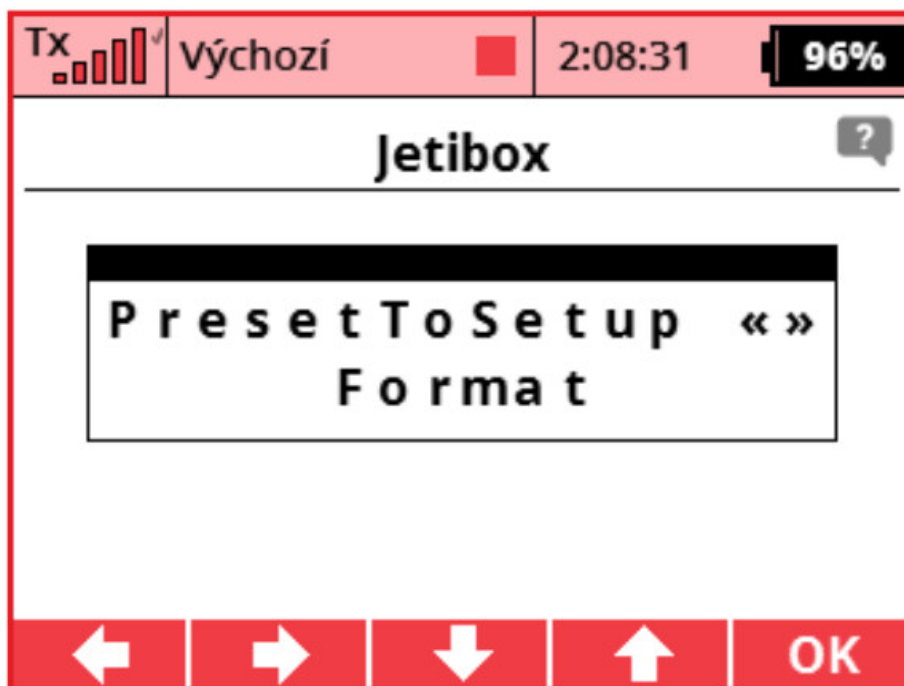 Tx Výchozí 2:08:31 96%
Jetibox ?
PresetToSetup «»
Format
OK